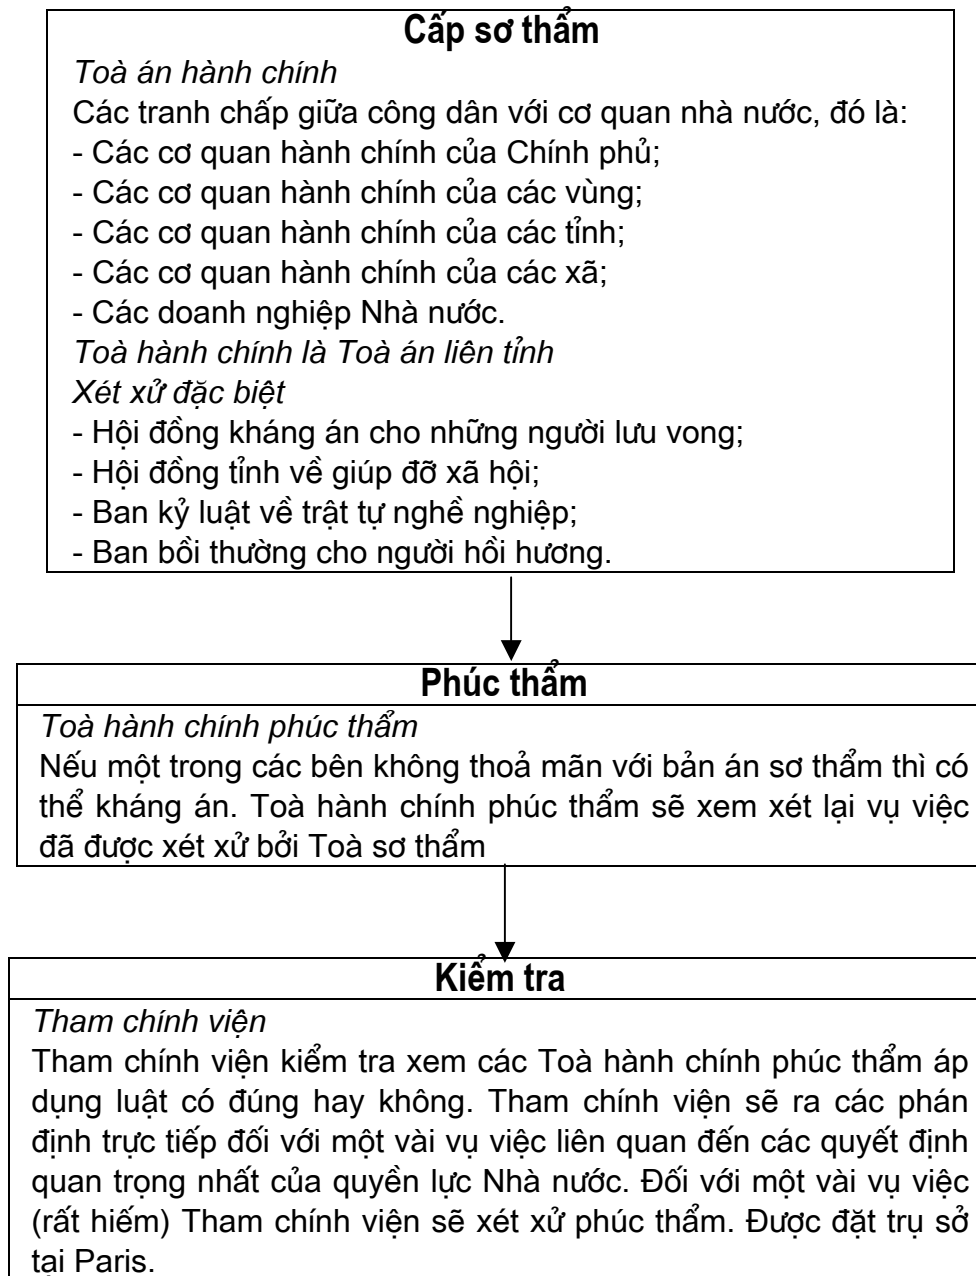 Cấp sơ thẩm
Toà án hành chính
Các tranh chấp giữa công dân với cơ quan nhà nước, đó là:
- Các cơ quan hành chính của Chính phủ;
- Các cơ quan hành chính của các vùng;
- Các cơ quan hành chính của các tỉnh;
- Các cơ quan hành chính của các xã;
- Các doanh nghiệp Nhà nước.
Toà hành chính là Toà án liên tỉnh
Xét xử đặc biệt
- Hội đồng kháng án cho những người lưu vong;
- Hội đồng tỉnh về giúp đỡ xã hội;
- Ban kỷ luật về trật tự nghề nghiệp;
- Ban bồi thường cho người hồi hương.
Phúc thẩm
Toà hành chính phúc thẩm
Nếu một trong các bên không thoả mãn với bản án sơ thẩm thì có
thể kháng án. Toà hành chính phúc thẩm sẽ xem xét lại vụ việc
đã được xét xử bởi Toà sơ thẩm
Kiểm tra
Tham chính viện
Tham chính viện kiểm tra xem các Toà hành chính phúc thẩm áp
dụng luật có đúng hay không. Tham chính viện sẽ ra các phán
định trực tiếp đối với một vài vụ việc liên quan đến các quyết định
quan trọng nhất của quyền lực Nhà nước. Đối với một vài vụ việc
(rất hiếm) Tham chính viện sẽ xét xử phúc thẩm. Được đặt trụ sở
tại Paris.